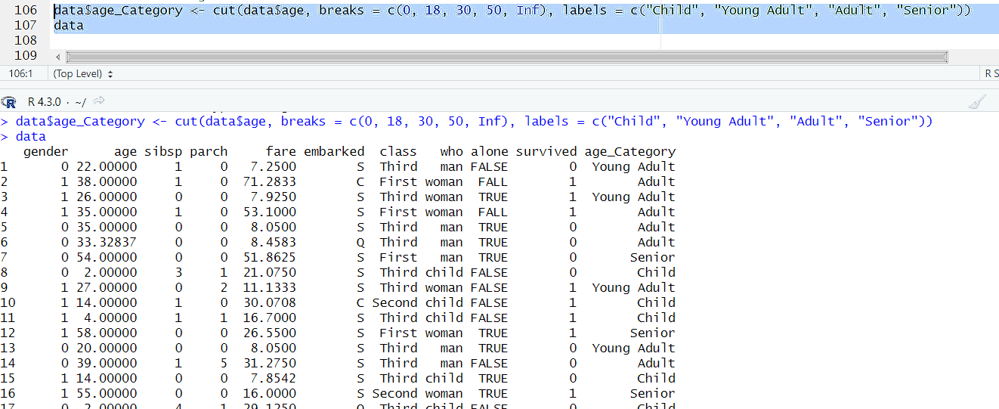 106 data$age_Category <- cut(data$age, breaks = c(0, 18, 30, 50, Inf), labels = c("Child", "Young Adult", "Adult", "Senior"))
107 data
108
109
106:1 (Top Level) R S
R 4.3.0 · ~/
> data$age_Category <- cut(data$age, breaks = c(0, 18, 30, 50, Inf), labels = c("Child", "Young Adult", "Adult", "Senior"))
> data
gender age sibsp parch fare embarked class who alone survived age_Category
1 0 22.00000 1 0 7.2500 S Third man FALSE 0 Young Adult
2 1 38.00000 1 0 71.2833 C First woman FALL 1 Adult
3 1 26.00000 0 0 7.9250 S Third woman TRUE 1 Young Adult
4 1 35.00000 1 0 53.1000 S First woman FALL 1 Adult
5 0 35.00000 0 0 8.0500 S Third man TRUE 0 Adult
6 0 33.32837 0 0 8.4583 Q Third man TRUE 0 Adult
7 0 54.00000 0 0 51.8625 S First man TRUE 0 Senior
8 0 2.00000 3 1 21.0750 S Third child FALSE 0 Child
9 1 27.00000 0 2 11.1333 S Third woman FALSE 1 Young Adult
10 1 14.00000 1 0 30.0708 C Second child FALSE 1 Child
11 1 4.00000 1 1 16.7000 S Third child FALSE 1 Child
12 1 58.00000 0 0 26.5500 S First woman TRUE 1 Senior
13 0 20.00000 0 0 8.0500 S Third man TRUE 0 Young Adult
14 0 39.00000 1 5 31.2750 S Third man FALSE 0 Adult
15 1 14.00000 0 0 7.8542 S Third child TRUE 0 Child
16 1 55.00000 0 0 16.0000 S Second woman TRUE 1 Senior
17 0 2.00000 4 1 29.1250 Q Third child FALSE 0 Child